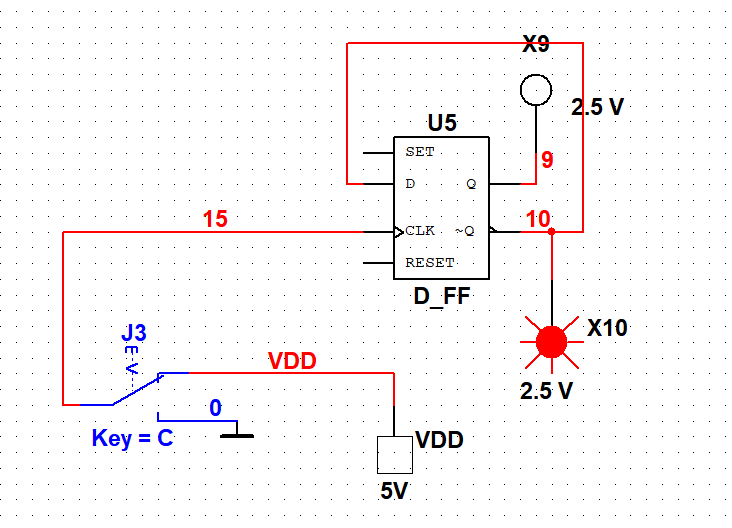 X9
2.5 V
U5
SET
9
D
Q
15
10
CLK
~Q
RESET
D_FF
J3
X10
VDD
2.5 V
0
Key = C
VDD
5V